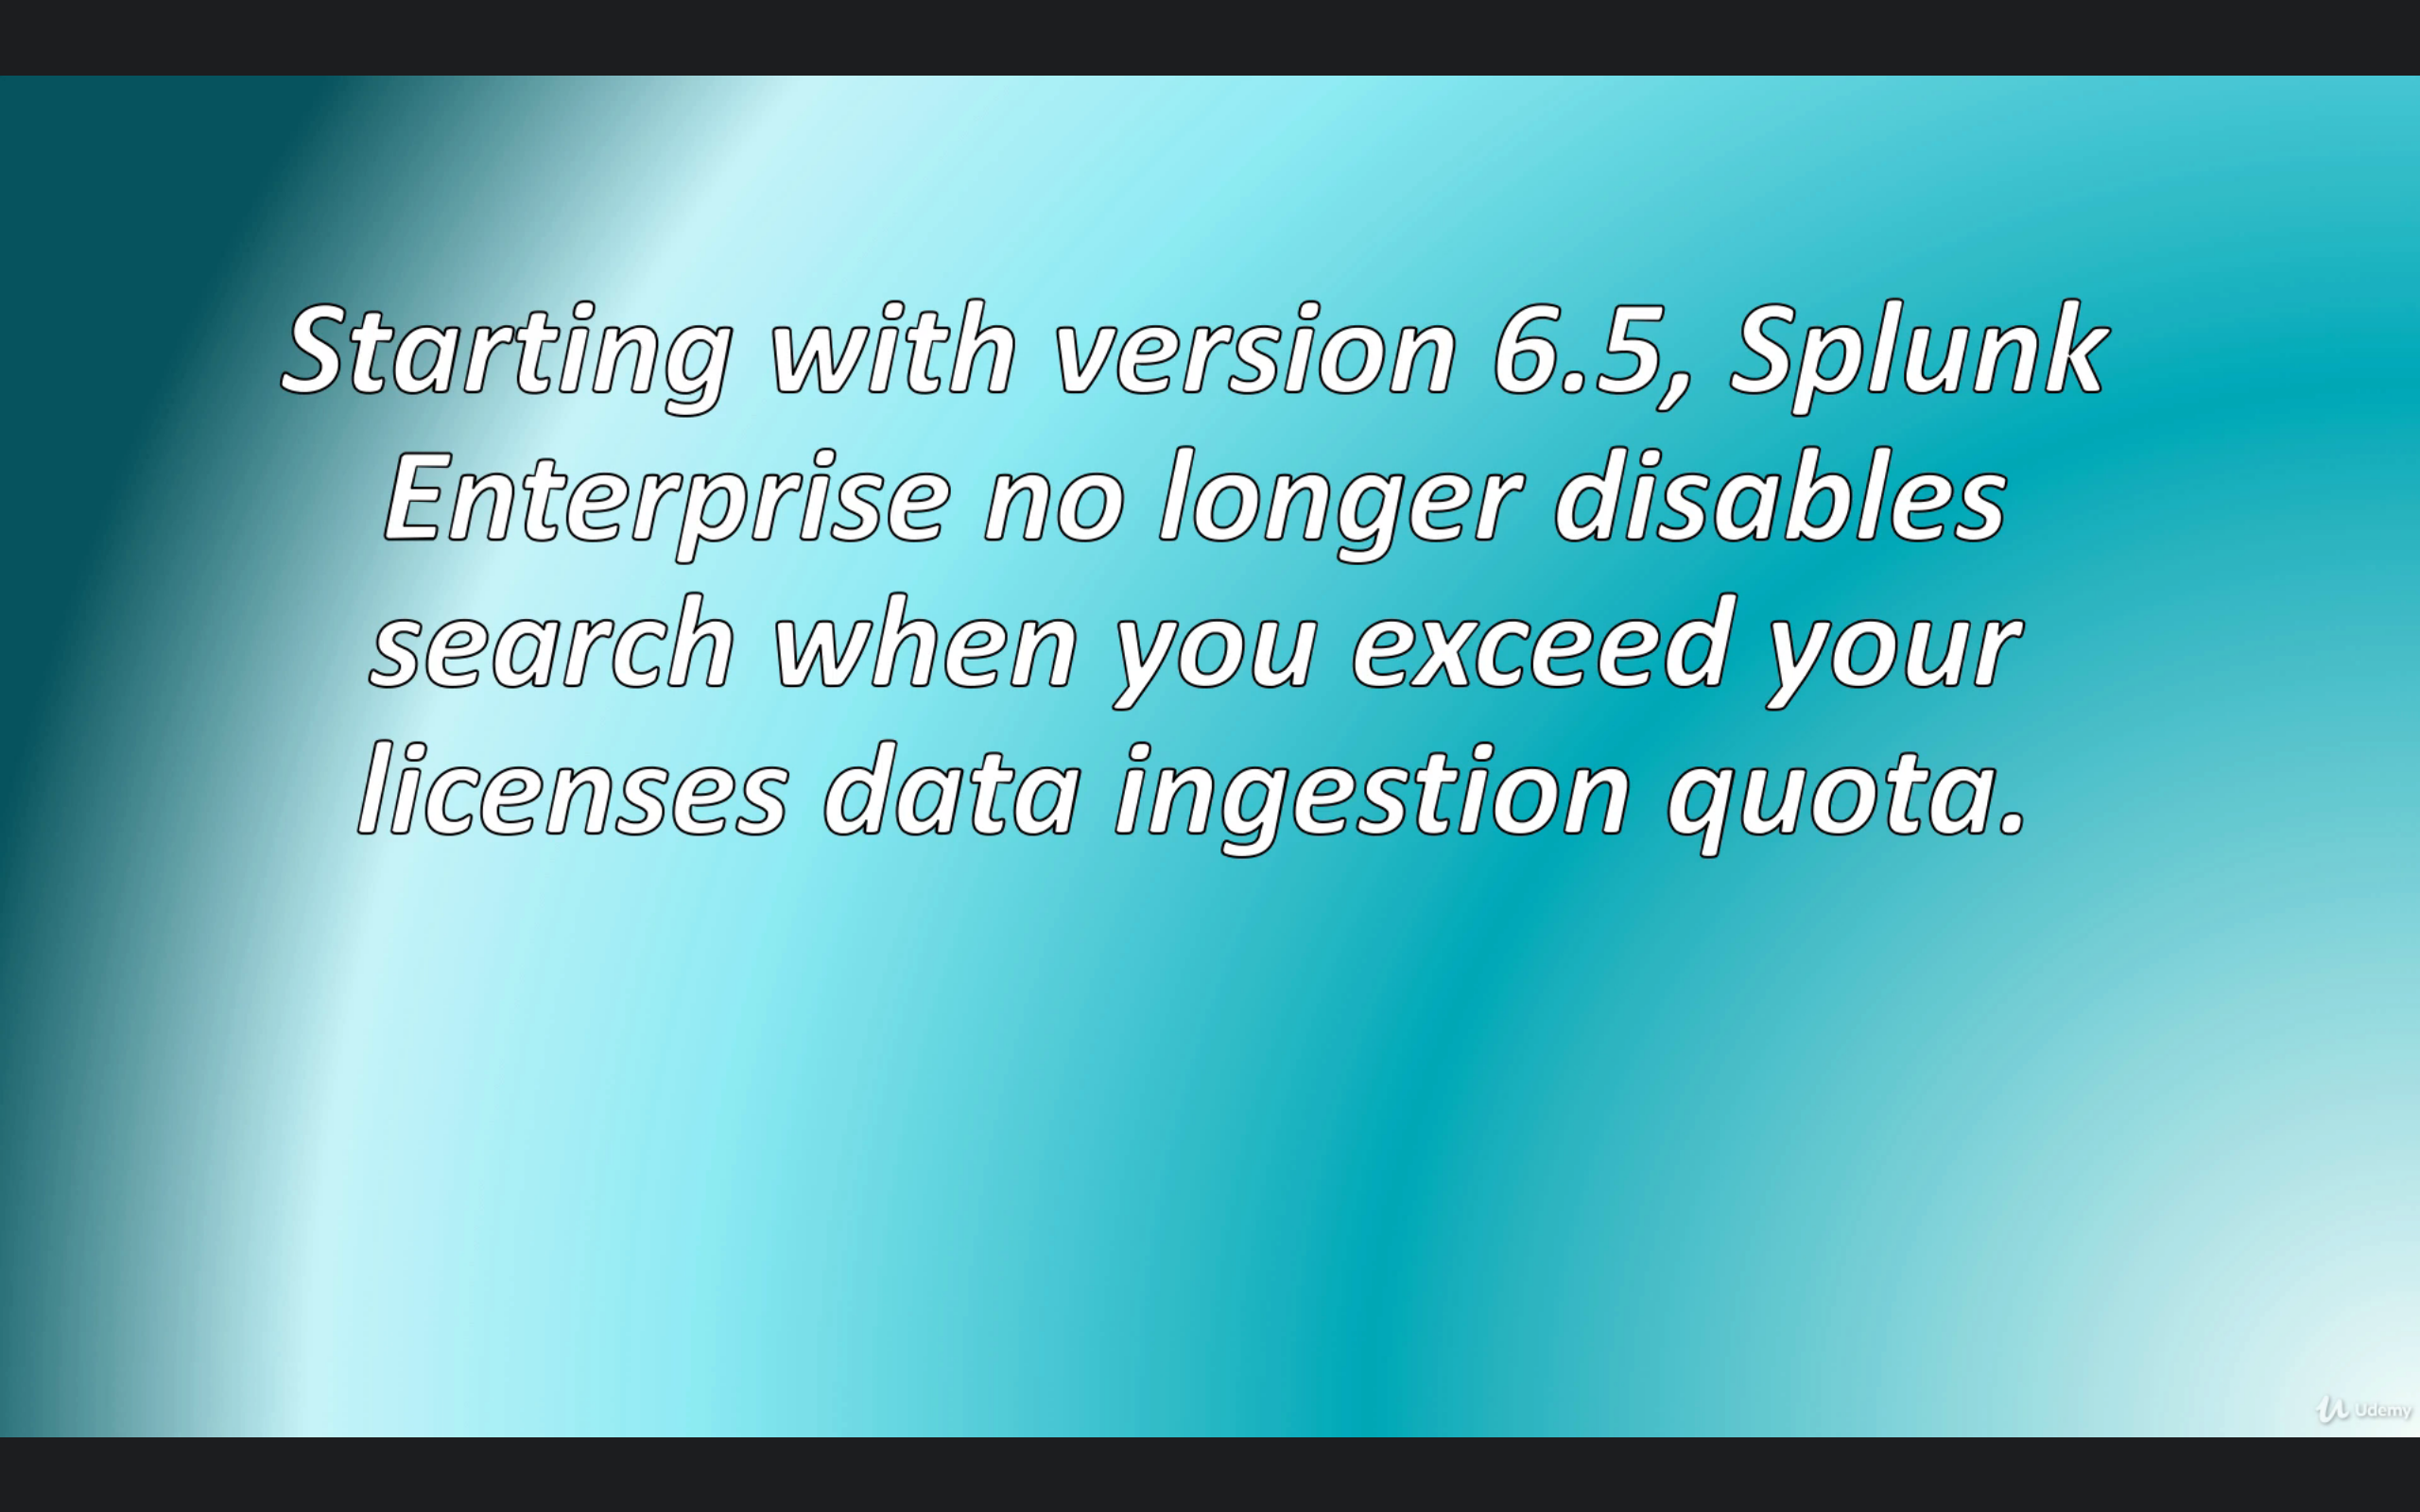 Starting with version 6.5, Splunk
Enterprise no longer disables
search when you exceed your
licenses data ingestion quota.
Udemy